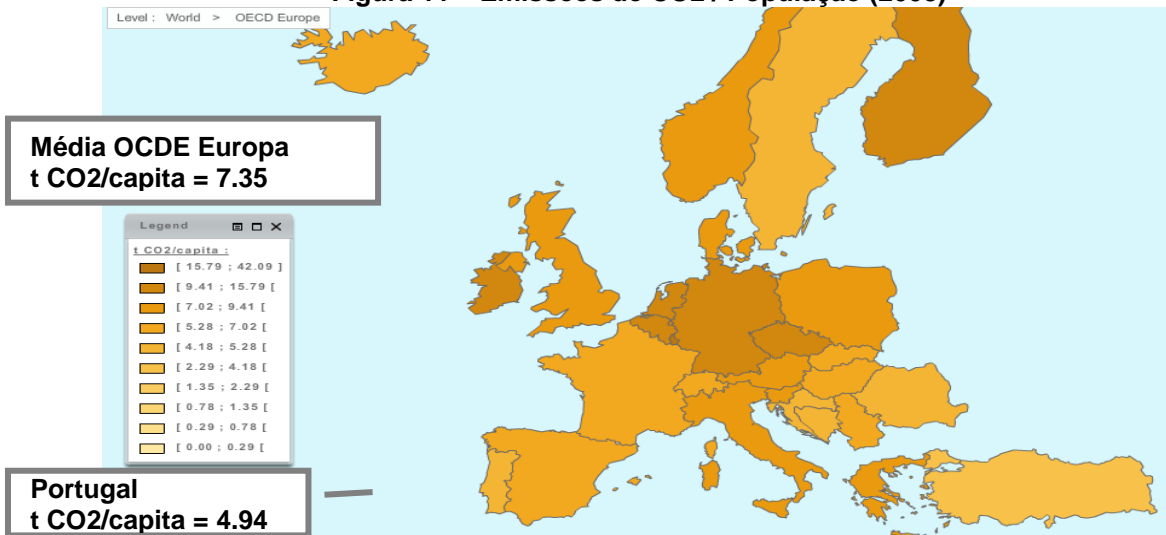 Level : World > OECD Europe
Média OCDE Europa
t CO2/capita = 7.35
Legend
t CO2/capita :
[ 15.79 ; 42.09 ]
[ 9.41 ; 15.79 [
[ 7.02 ; 9.41 [
[ 5.28 ; 7.02 [
[ 4.18 ; 5.28 [
[ 2.29 ; 4.18 [
[ 1.35 ; 2.29 [
[ 0.78 ; 1.35 [
[ 0.29 ; 0.78 [
[ 0.00 ; 0.29 [
Portugal
t CO2/capita = 4.94